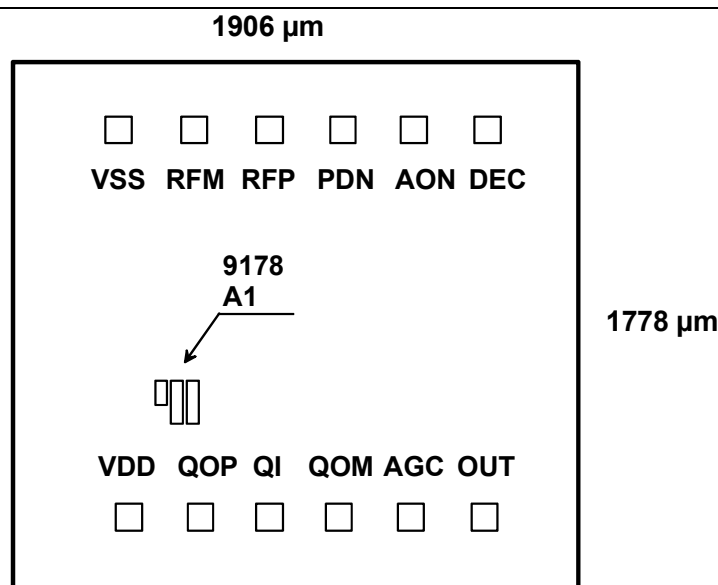 1906 µm
VSS RFM RFP PDN AON DEC
9178
A1
1778 µm
VDD QOP QI QOM AGC OUT